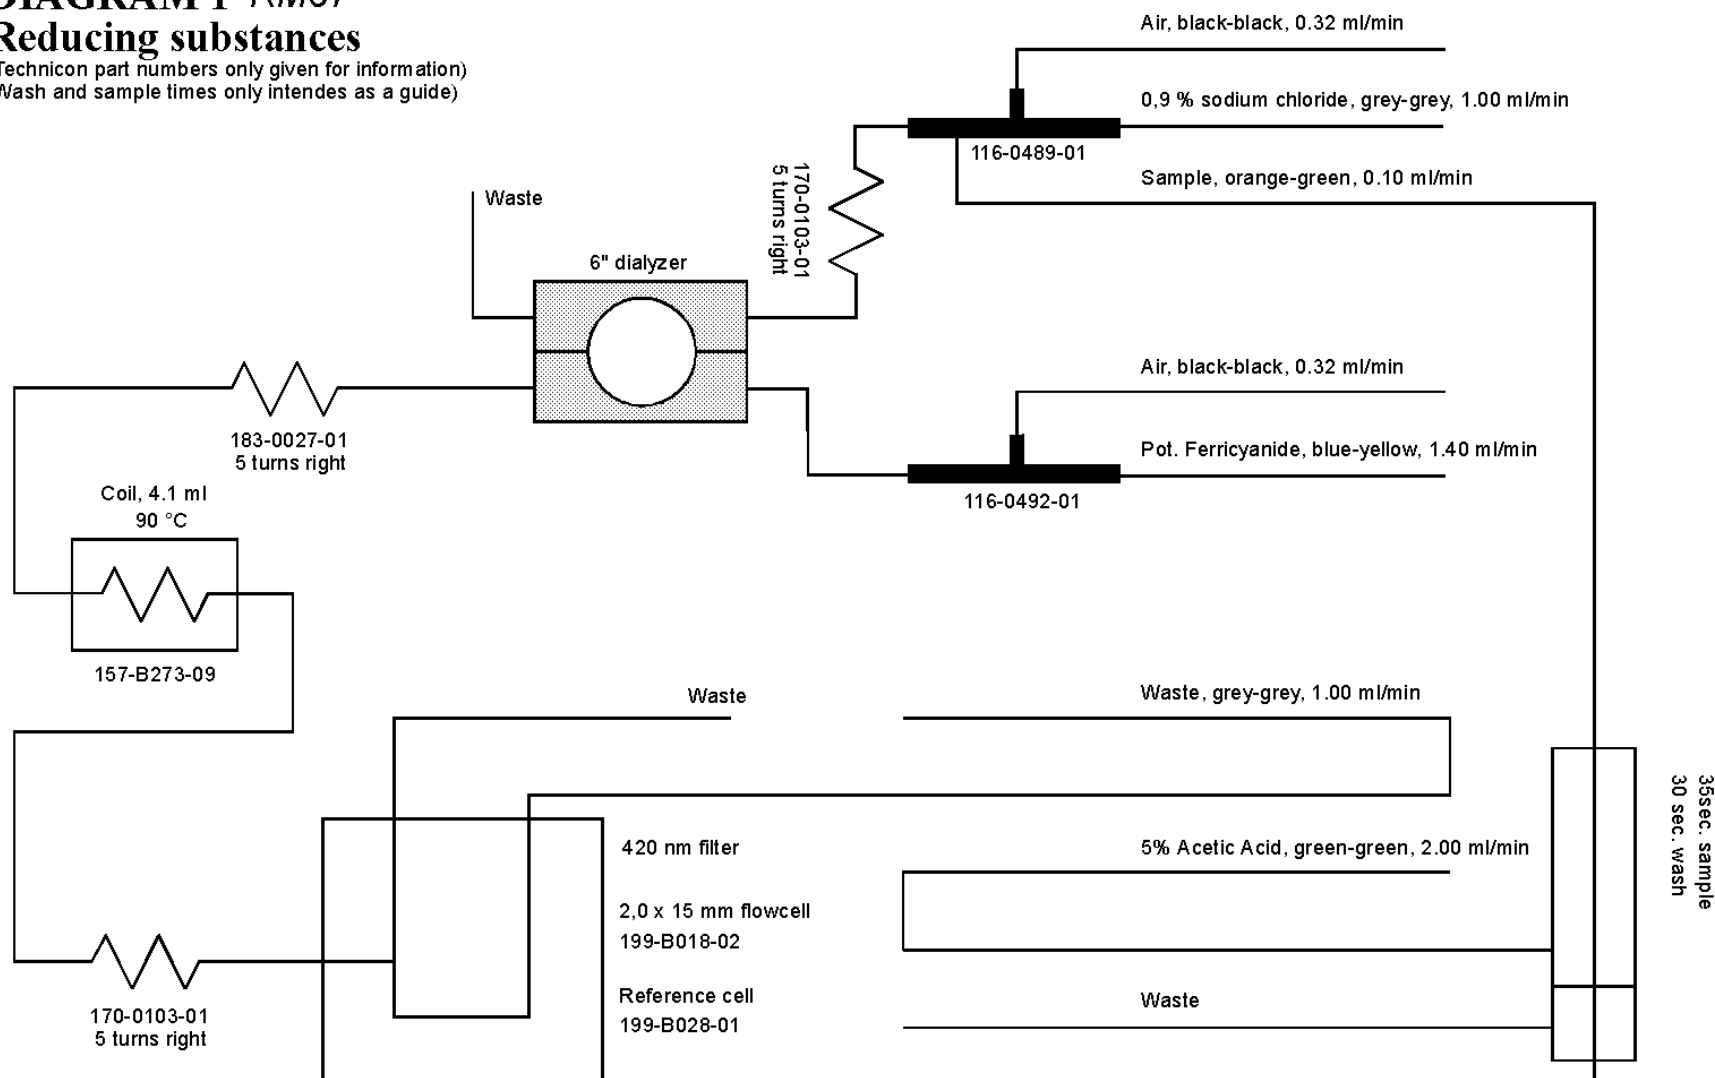 DIAGRAM 1
Reducing substances
Technicon part numbers only given for information)
Wash and sample times only intendes as a guide)
Air, black-black, 0.32 ml/min
0,9 % sodium chloride, grey-grey, 1.00 ml/min
116-0489-01
Sample, orange-green, 0.10 ml/min
170-0103-01
5 turns right
Waste
6" dialyzer
Air, black-black, 0.32 ml/min
Pot. Ferricyanide, blue-yellow, 1.40 ml/min
116-0492-01
183-0027-01
5 turns right
Coil, 4.1 ml
90 °C
157-B273-09
Waste
Waste, grey-grey, 1.00 ml/min
420 nm filter
5% Acetic Acid, green-green, 2.00 ml/min
35sec. sample
30 sec. wash
2,0 x 15 mm flowcell
199-B018-02
Reference cell
199-B028-01
Waste
170-0103-01
5 turns right